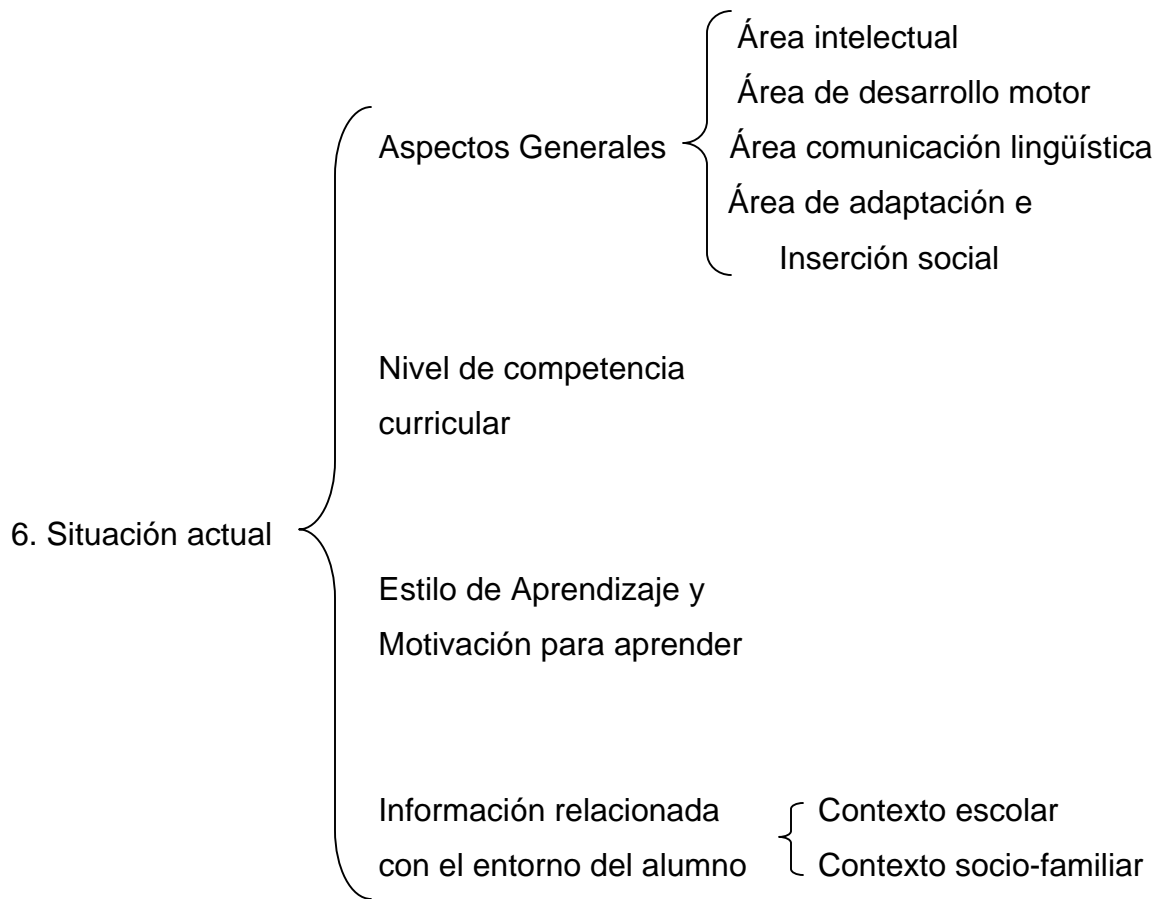 Área intelectual
Área de desarrollo motor
Aspectos Generales
Área comunicación lingüística
Área de adaptación e
Inserción social
Nivel de competencia
curricular
6. Situación actual
Estilo de Aprendizaje y
Motivación para aprender
Información relacionada
con el entorno del alumno
Contexto escolar
Contexto socio-familiar